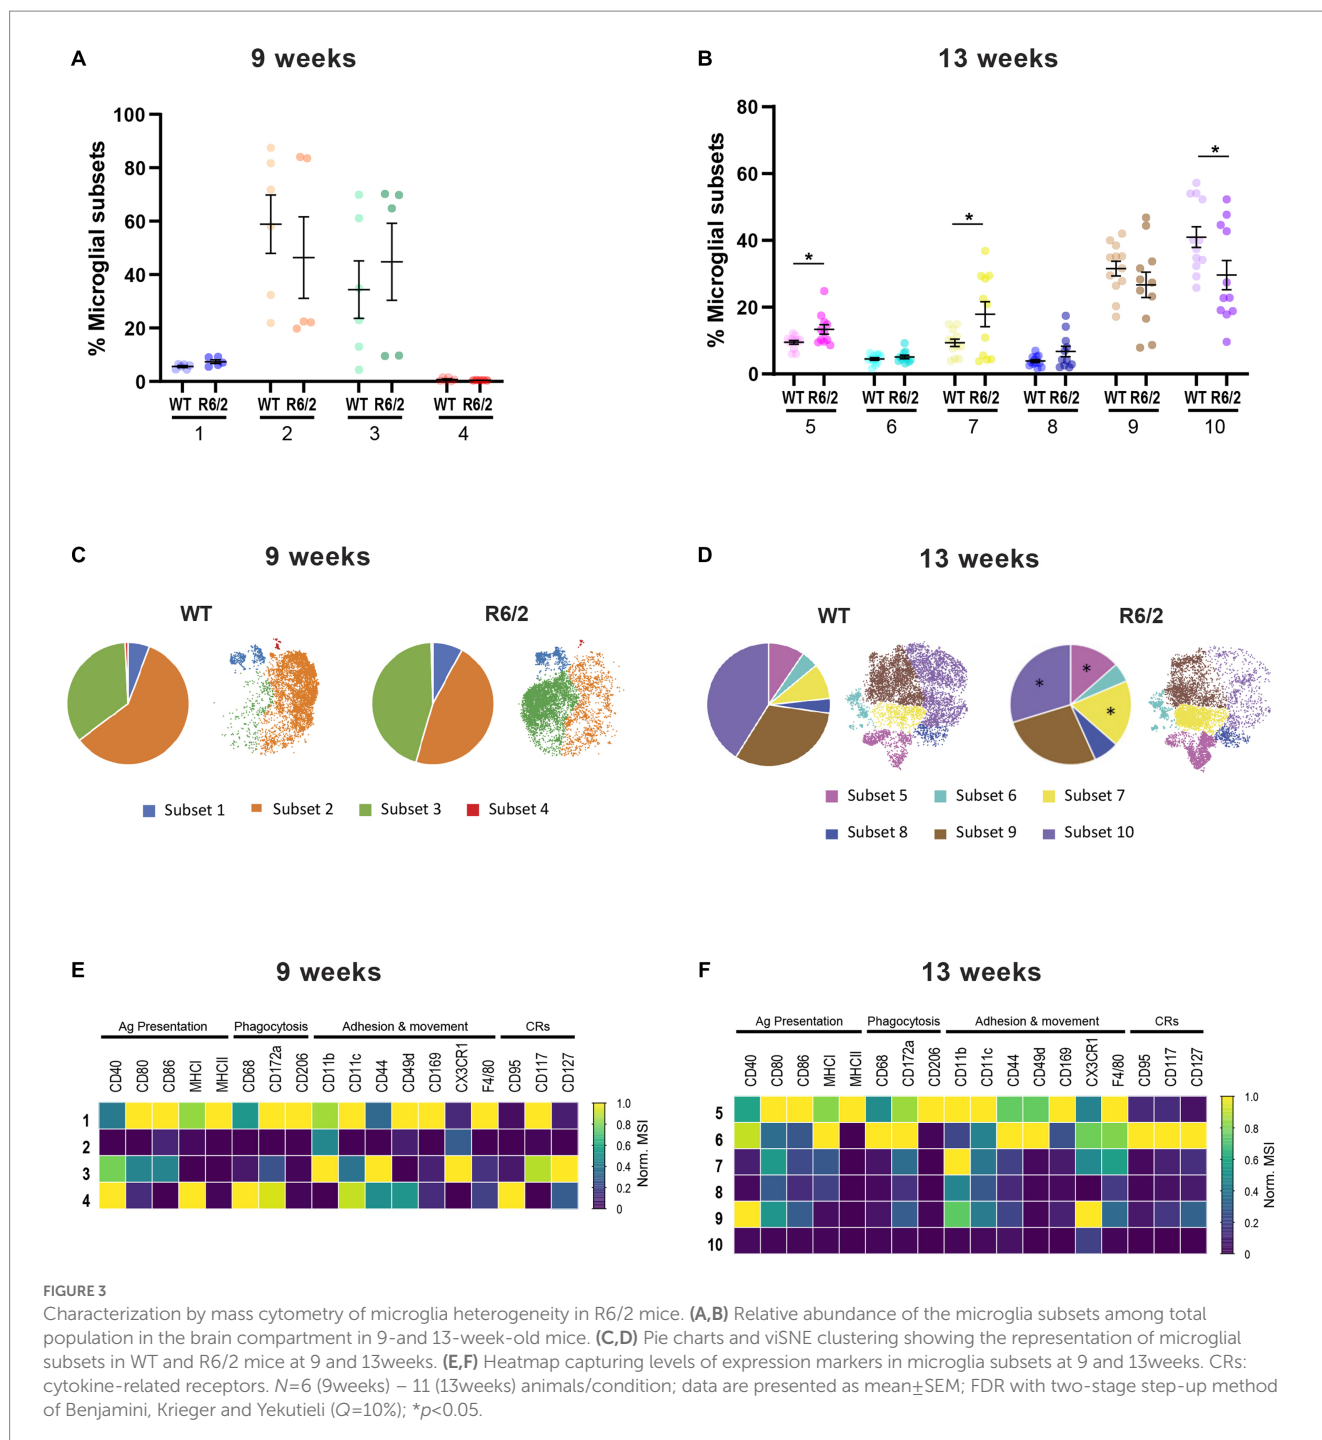 A
9 weeks
% Microglial subsets
100
80
60
40
20
0
WT R6/2 WT R6/2 WT R6/2 WT R6/2
1 2 3 4
B
13 weeks
% Microglial subsets
80
60
40
20
0
* * *
WT R6/2 WT R6/2 WT R6/2 WT R6/2 WT R6/2 WT R6/2
5 6 7 8 9 10
C
9 weeks
WT R6/2
Subset 1 Subset 2 Subset 3 Subset 4
D
13 weeks
WT R6/2
* * *
Subset 5 Subset 6 Subset 7
Subset 8 Subset 9 Subset 10
E
9 weeks
Ag Presentation Phagocytosis Adhesion & movement CRs
CD40 CD80 CD86 MHCI MHCII CD68 CD172a CD206 CD11b CD11c CD44 CD49d CD169 CX3CR1 F4/80 CD95 CD117 CD127
1
2
3
4
1.0
0.8
0.6
0.4
0.2
0
Norm. MSI
F
13 weeks
Ag Presentation Phagocytosis Adhesion & movement CRs
CD40 CD80 CD86 MHCI MHCII CD68 CD172a CD206 CD11b CD11c CD44 CD49d CD169 CX3CR1 F4/80 CD95 CD117 CD127
5
6
7
8
9
10
1.0
0.8
0.6
0.4
0.2
0
Norm. MSI
FIGURE 3
Characterization by mass cytometry of microglia heterogeneity in R6/2 mice. (A,B) Relative abundance of the microglia subsets among total
population in the brain compartment in 9-and 13-week-old mice. (C,D) Pie charts and viSNE clustering showing the representation of microglial
subsets in WT and R6/2 mice at 9 and 13weeks. (E,F) Heatmap capturing levels of expression markers in microglia subsets at 9 and 13weeks. CRs:
cytokine-related receptors. N=6 (9weeks) – 11 (13weeks) animals/condition; data are presented as mean±SEM; FDR with two-stage step-up method
of Benjamini, Krieger and Yekutieli (Q=10%); *p<0.05.